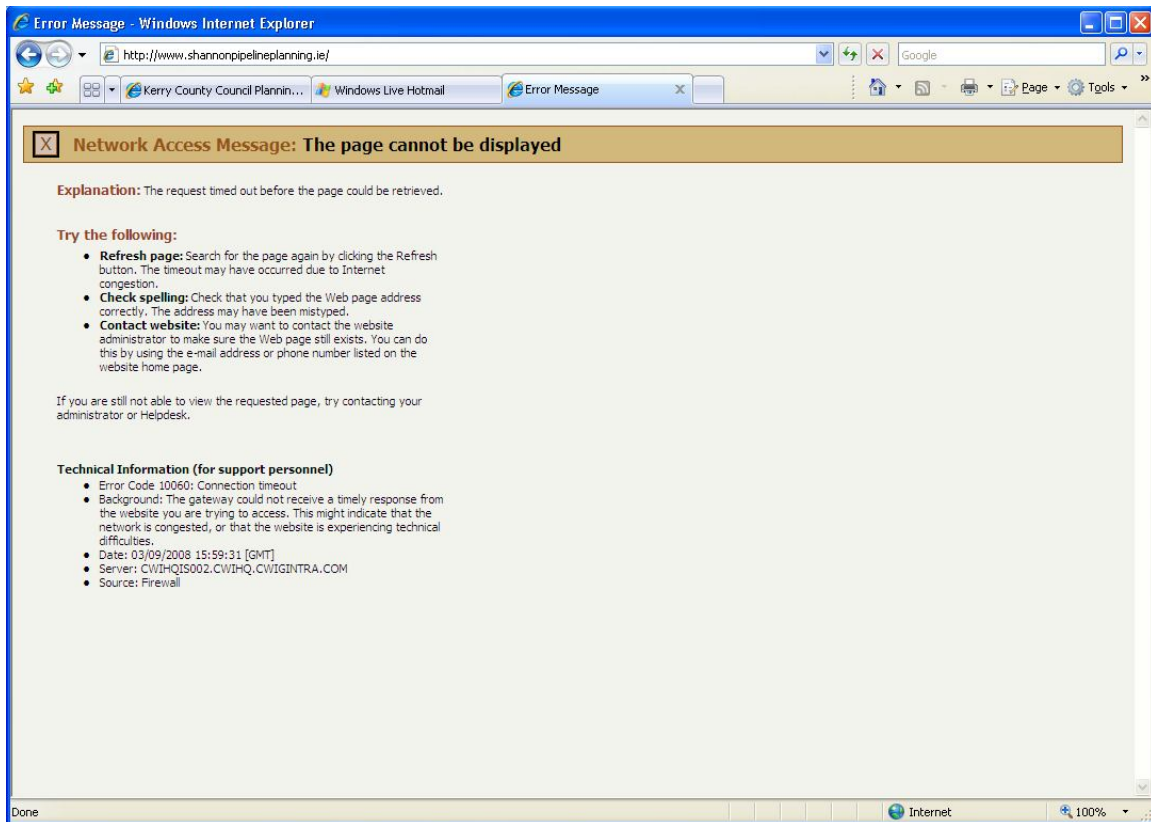 Error Message - Windows Internet Explorer
http://www.shannonpipelineplanning.ie/
Google
Kerry County Council Plannin...
Windows Live Hotmail
Error Message
Page
Tools
X
Network Access Message: The page cannot be displayed
Explanation: The request timed out before the page could be retrieved.
Try the following:
Refresh page: Search for the page again by clicking the Refresh
button. The timeout may have occurred due to Internet
congestion.
Check spelling: Check that you typed the Web page address
correctly. The address may have been mistyped.
Contact website: You may want to contact the website
administrator to make sure the Web page still exists. You can do
this by using the e-mail address or phone number listed on the
website home page.
If you are still not able to view the requested page, try contacting your
administrator or Helpdesk.
Technical Information (for support personnel)
Error Code 10060: Connection timeout
Background: The gateway could not receive a timely response from
the website you are trying to access. This might indicate that the
network is congested, or that the website is experiencing technical
difficulties.
Date: 03/09/2008 15:59:31 [GMT]
Server: CWIHQIS002.CWIHQ.CWIGINTRA.COM
Source: Firewall
Done
Internet
100%